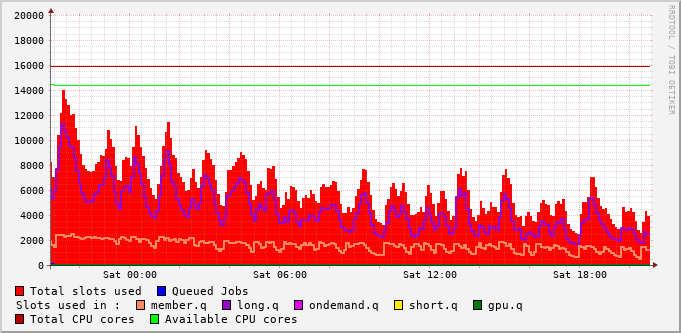 RRDTOOL / TOBI OETIKER
20000
18000
16000
14000
12000
10000
8000
6000
4000
2000
0
Sat 00:00 Sat 06:00 Sat 12:00 Sat 18:00
Total slots used Queued Jobs
Slots used in : member.q long.q ondemand.q short.q gpu.q
Total CPU cores Available CPU cores